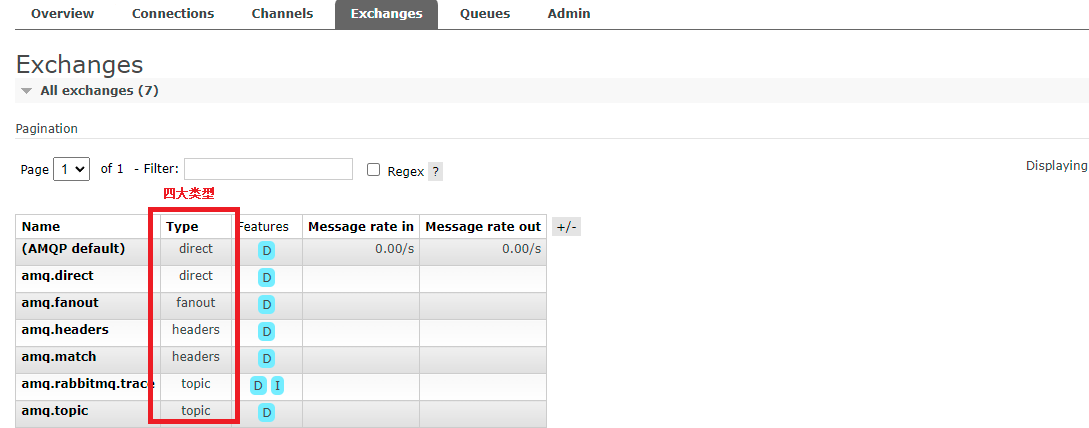 Overview Connections Channels Exchanges Queues Admin
Exchanges
All exchanges (7)
Pagination
Page 1 of 1 - Filter: Regex ? Displaying
四大类型
Name Type Features Message rate in Message rate out +/-
(AMQP default) direct D 0.00/s 0.00/s
amq.direct direct D
amq.fanout fanout D
amq.headers headers D
amq.match headers D
amq.rabbitmq.trace topic D I
amq.topic topic D